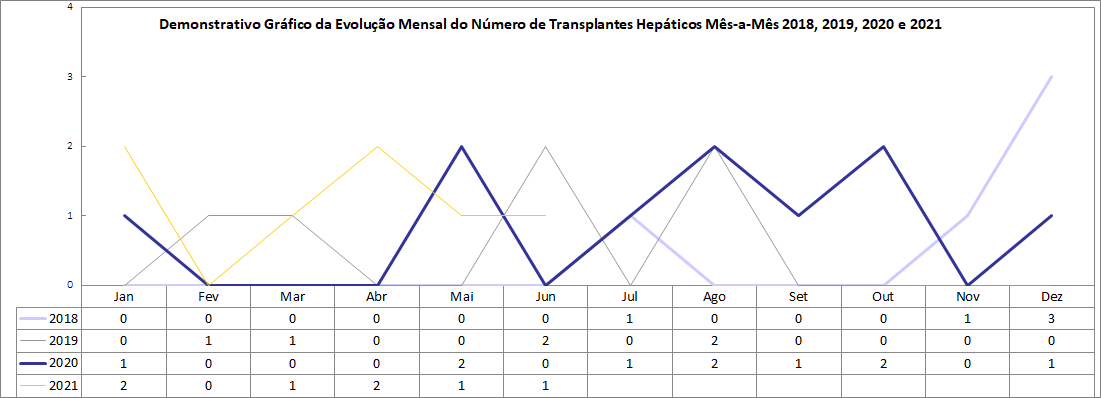 Demonstrativo Gráfico da Evolução Mensal do Número de Transplantes Hepáticos Mês-a-Mês 2018, 2019, 2020 e 2021
4
3
2
1
0
Jan Fev Mar Abr Mai Jun Jul Ago Set Out Nov Dez
2018 0 0 0 0 0 0 1 0 0 0 1 3
2019 0 1 1 0 0 2 0 2 0 0 0 0
2020 1 0 0 0 2 0 1 2 1 2 0 1
2021 2 0 1 2 1 1